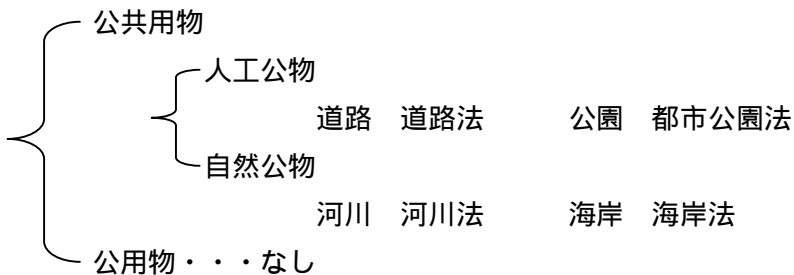 公共用物
人工公物
道路　道路法　　　公園　都市公園法
自然公物
河川　河川法　　　海岸　海岸法
公用物・・・なし